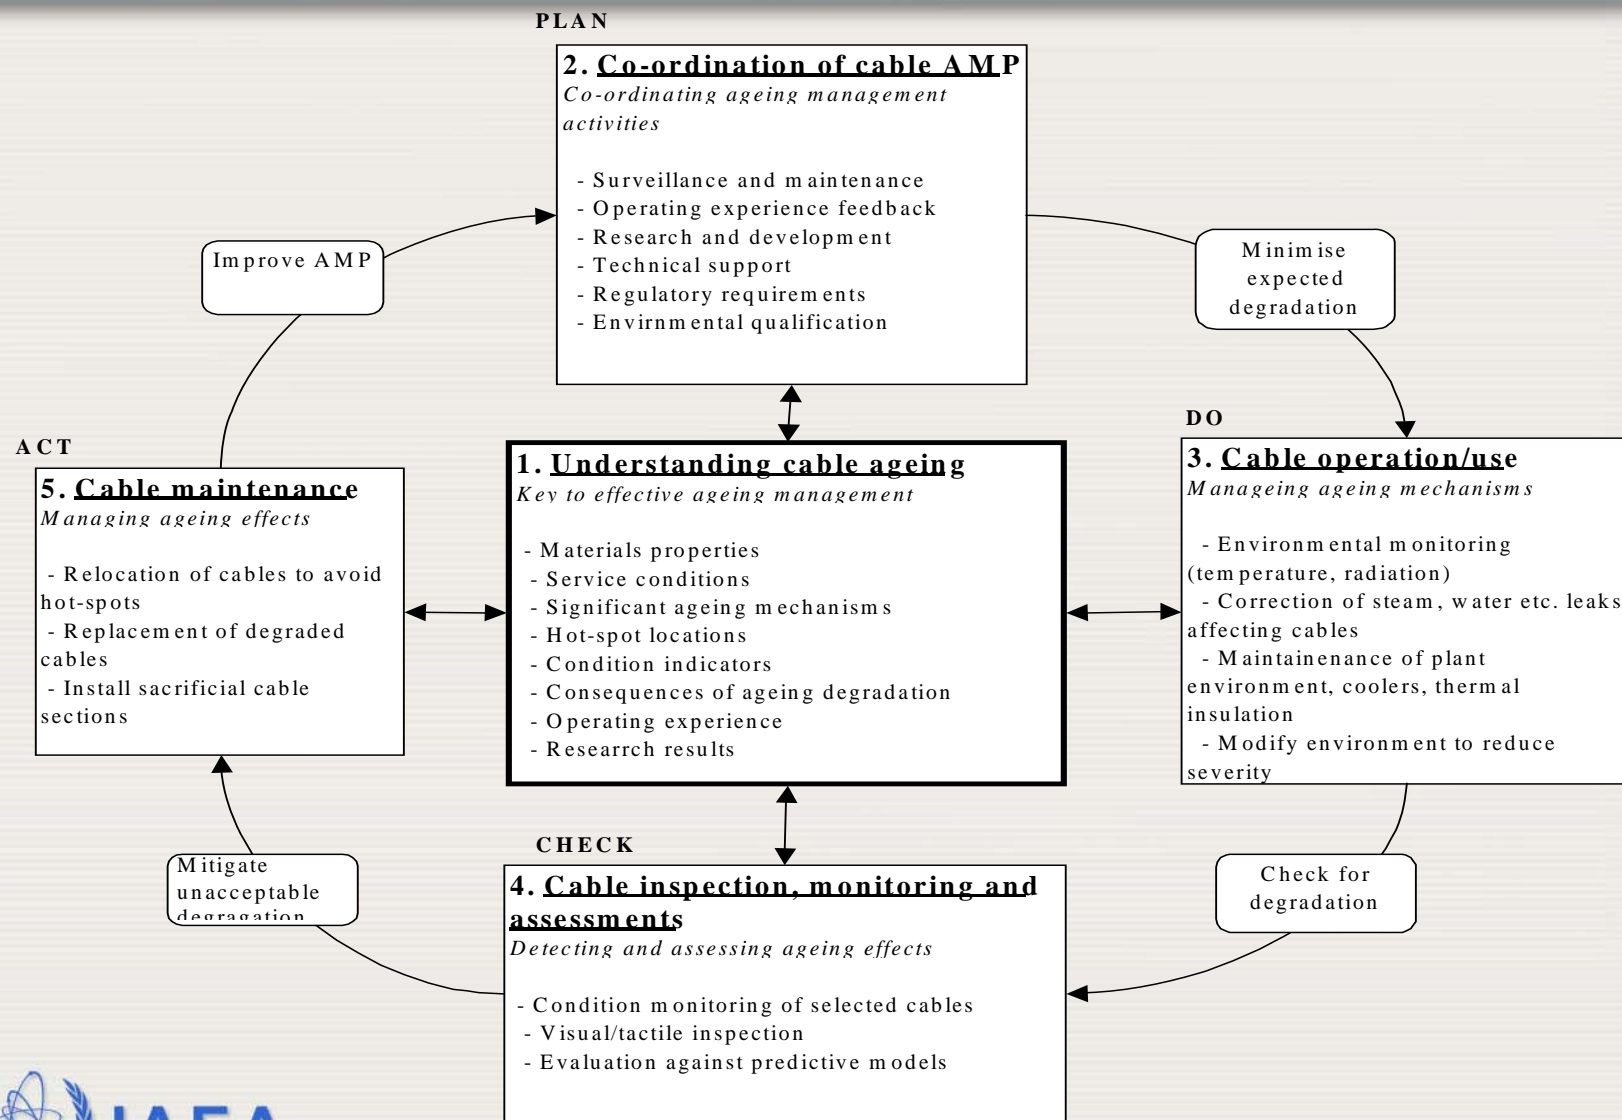 PLAN
2. Co-ordination of cable AMP
Co-ordinating ageing management
activities
- Surveillance and maintenance
- Operating experience feedback
- Research and development
- Technical support
- Regulatory requirements
- Envirnmental qualification
Improve AMP
Minimise
expected
degradation
ACT
5. Cable maintenance
Managing ageing effects
- Relocation of cables to avoid
hot-spots
- Replacement of degraded
cables
- Install sacrificial cable
sections
1. Understanding cable ageing
Key to effective ageing management
- Materials properties
- Service conditions
- Significant ageing mechanisms
- Hot-spot locations
- Condition indicators
- Consequences of ageing degradation
- Operating experience
- Researrch results
DO
3. Cable operation/use
Manageing ageing mechanisms
- Environmental monitoring
(temperature, radiation)
- Correction of steam, water etc. leaks
affecting cables
- Maintainenance of plant
environment, coolers, thermal
insulation
- Modify environment to reduce
severity
Mitigate
unacceptable
degragation
CHECK
4. Cable inspection, monitoring and
assessments
Detecting and assessing ageing effects
- Condition monitoring of selected cables
- Visual/tactile inspection
- Evaluation against predictive models
Check for
degradation
IAEA